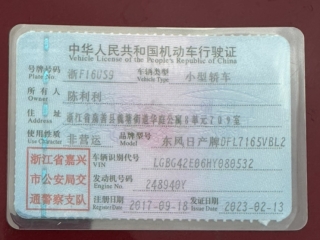 中华人民共和国机动车行驶证
Vehicle License of the People's Republic of China
号牌号码 浙F16U59 车辆类型 小型轿车
Plate No. Vehicle Type
所有人 陈利利
Owner
住址 浙江省嘉善县
Address
使用性质 非营运 品牌型号 东风日产牌DFL7165VBL2
Use Character Model
浙江省嘉兴
市公安局交
通警察支队
车辆识别代号
VIN
发动机号码
Engine No.
注册日期 2017-09-18 发证日期 2023-02-13
Register Date Issue Date